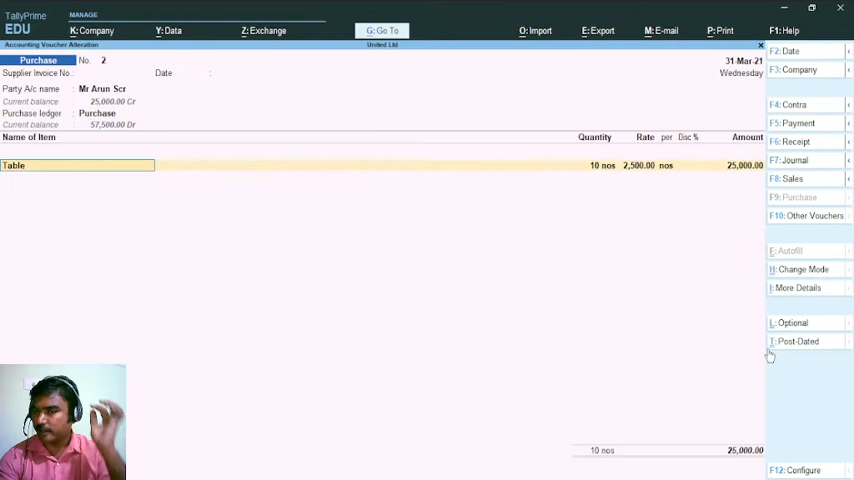 TallyPrime MANAGE
EDU K: Company Y: Data Z: Exchange G: Go To O: Import E: Export M: E-mail P: Print F1: Help
Accounting Voucher Alteration United Ltd. x
Purchase No. 2 31-Mar-21
Supplier Invoice No.: Date : Wednesday
Party A/c name : Mr Arun Scr
Current balance : 25,000.00 Cr
Purchase ledger : Purchase
Current balance : 57,500.00 Dr
Name of Item Quantity Rate per Disc % Amount
Table 10 nos 2,500.00 nos 25,000.00
10 nos 25,000.00
F2: Date
F3: Company
F4: Contra
F5: Payment
F6: Receipt
F7: Journal
F8: Sales
F9: Purchase
F10: Other Vouchers
E: Autofill
H: Change Mode
I: More Details
L: Optional
T: Post-Dated
F12: Configure